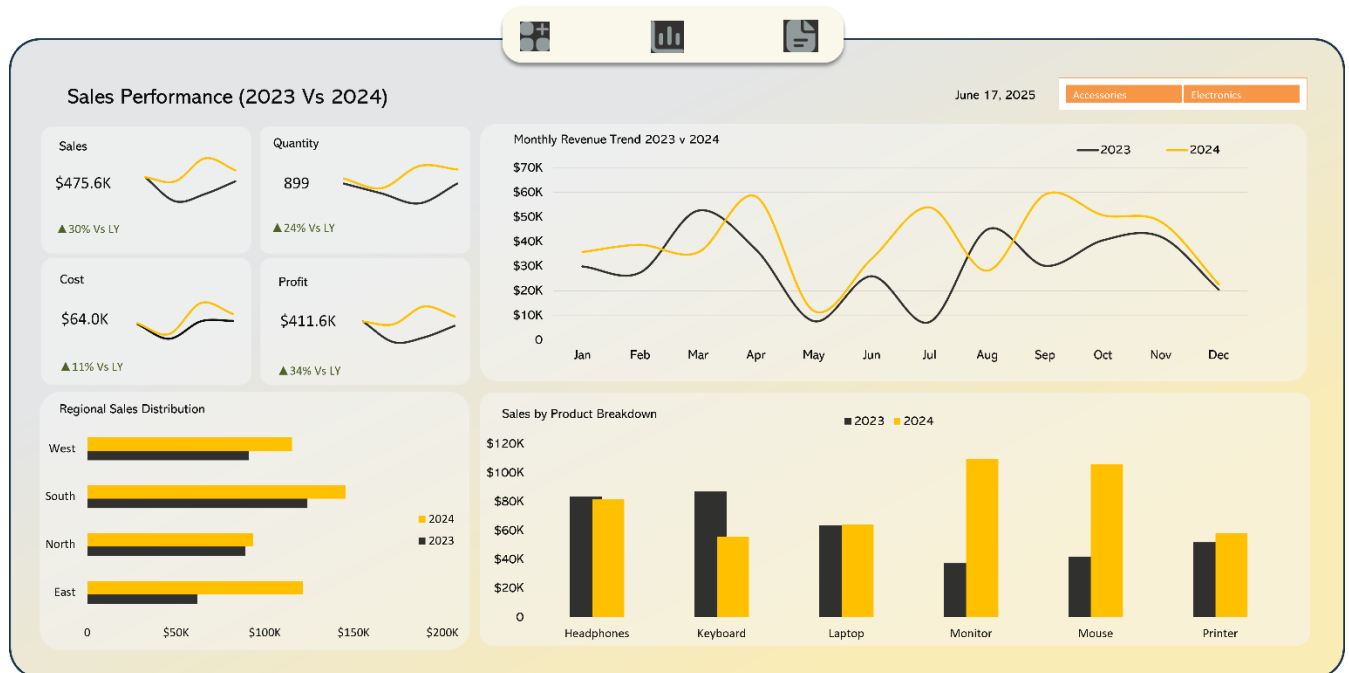 Sales Performance (2023 Vs 2024)
June 17, 2025
Accessories
Electronics
Sales
$475.6K
▲30% Vs LY
Quantity
899
▲24% Vs LY
Cost
$64.0K
▲11% Vs LY
Profit
$411.6K
▲34% Vs LY
Monthly Revenue Trend 2023 v 2024
2023
2024
$70K
$60K
$50K
$40K
$30K
$20K
$10K
0
Jan Feb Mar Apr May Jun Jul Aug Sep Oct Nov Dec
Regional Sales Distribution
West
South
North
East
2024
2023
0 $50K $100K $150K $200K
Sales by Product Breakdown
2023 2024
$120K
$100K
$80K
$60K
$40K
$20K
0
Headphones Keyboard Laptop Monitor Mouse Printer